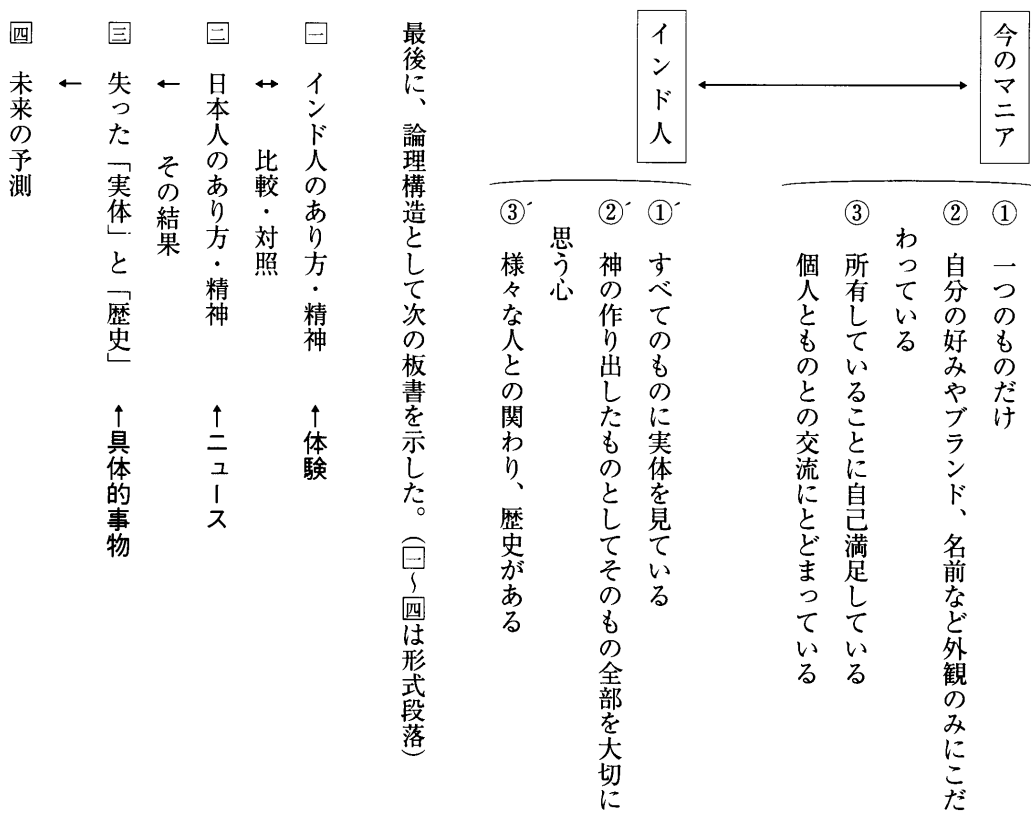 今のマニア
① 一つのものだけ
② 自分の好みやブランド、名前など外観のみにこだ
わっている
③ 所有していることに自己満足している
個人とものとの交流にとどまっている
インド人
①′ すべてのものに実体を見ている
②′ 神の作り出したものとしてそのもの全部を大切に
思う心
③′ 様々な人との関わり、歴史がある
最後に、論理構造として次の板書を示した。(一~四は形式段落)
一 インド人のあり方・精神 ↑体験
↔ 比較・対照
二 日本人のあり方・精神 ↑ニュース
← その結果
三 失った「実体」と「歴史」 ↑具体的事物
←
四 未来の予測